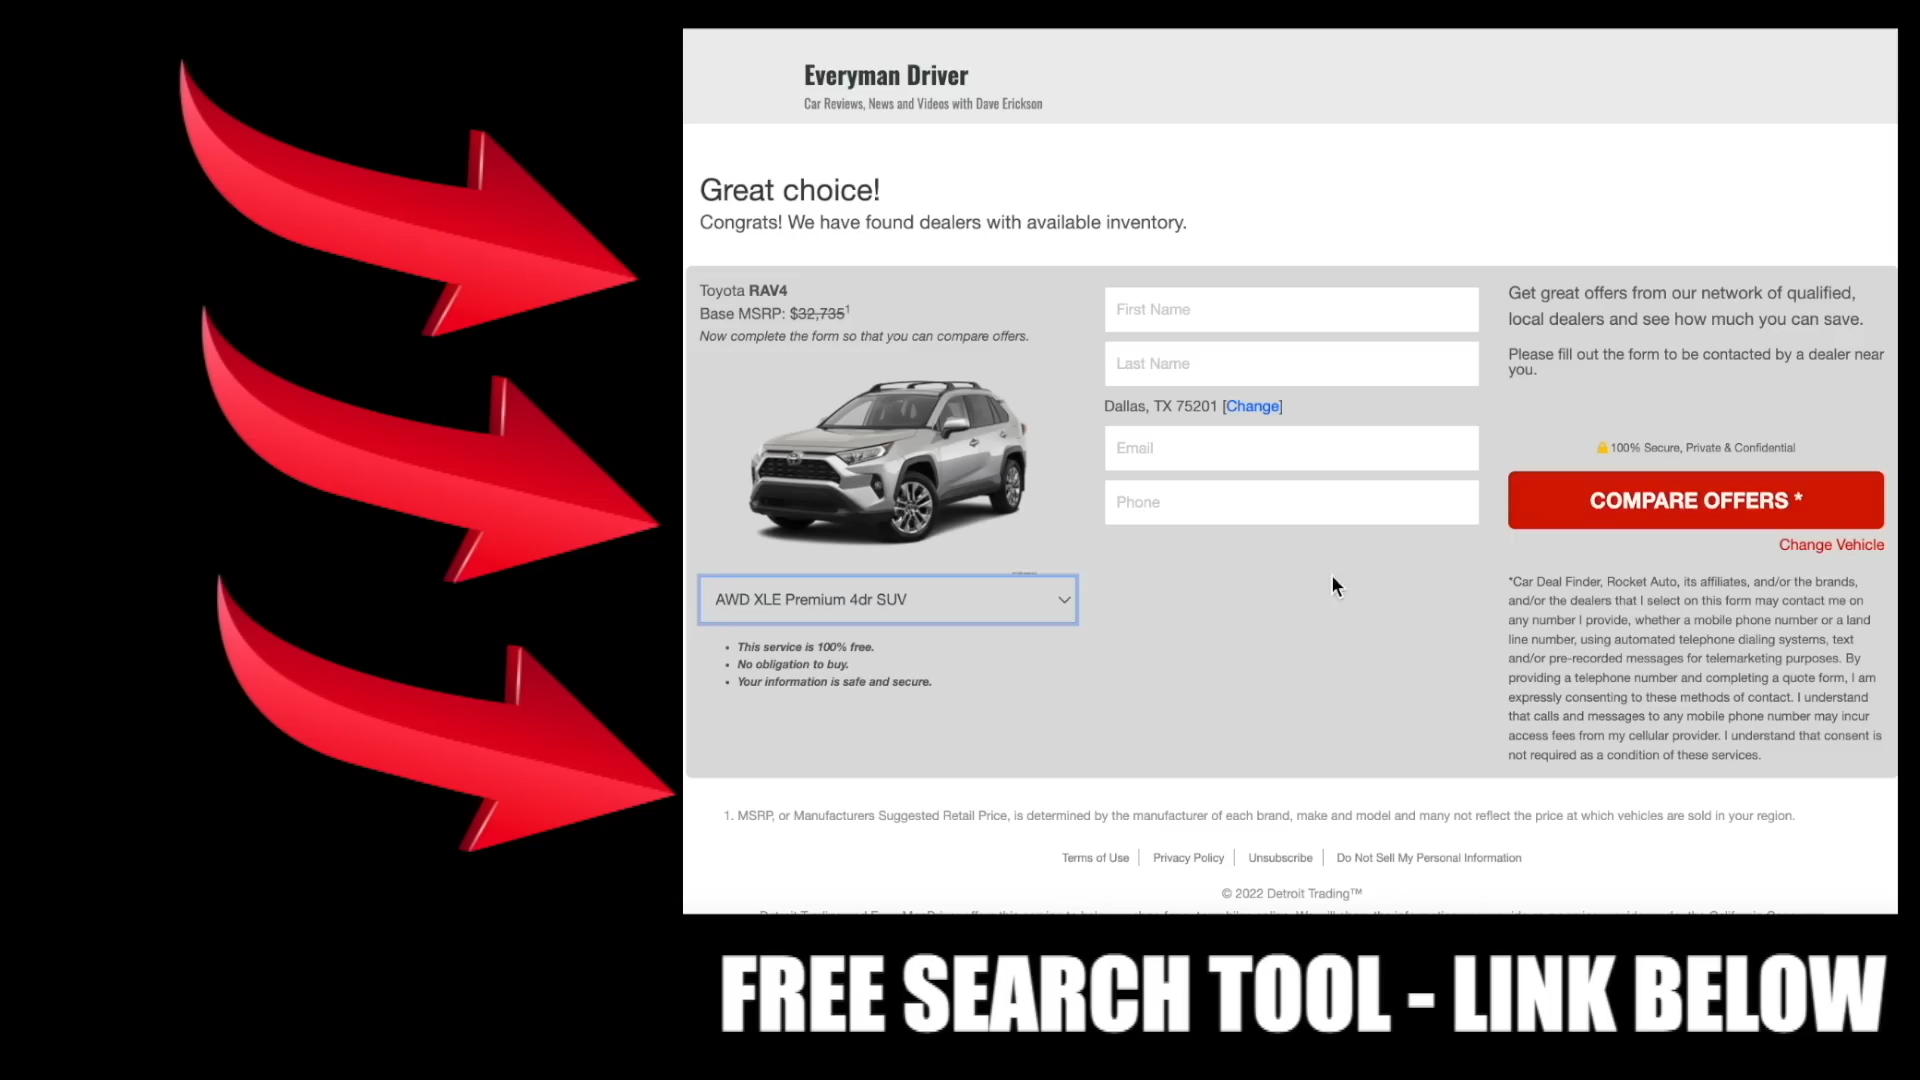 Everyman Driver
Car Reviews, News and Videos with Dave Erickson
Great choice!
Congrats! We have found dealers with available inventory.
Toyota RAV4
Base MSRP: $32,735¹
Now complete the form so that you can compare offers.
AWD XLE Premium 4dr SUV
• This service is 100% free.
• No obligation to buy.
• Your information is safe and secure.
First Name
Last Name
Dallas, TX 75201 [Change]
Email
Phone
Get great offers from our network of qualified,
local dealers and see how much you can save.
Please fill out the form to be contacted by a dealer near
you.
100% Secure, Private & Confidential
COMPARE OFFERS *
Change Vehicle
*Car Deal Finder, Rocket Auto, its affiliates, and/or the brands,
and/or the dealers that I select on this form may contact me on
any number I provide, whether a mobile phone number or a land
line number, using automated telephone dialing systems, text
and/or pre-recorded messages for telemarketing purposes. By
providing a telephone number and completing a quote form, I am
expressly consenting to these methods of contact. I understand
that calls and messages to any mobile phone number may incur
access fees from my cellular provider. I understand that consent is
not required as a condition of these services.
1. MSRP, or Manufacturers Suggested Retail Price, is determined by the manufacturer of each brand, make and model and many not reflect the price at which vehicles are sold in your region.
Terms of Use | Privacy Policy | Unsubscribe | Do Not Sell My Personal Information
© 2022 Detroit Trading™
FREE SEARCH TOOL - LINK BELOW